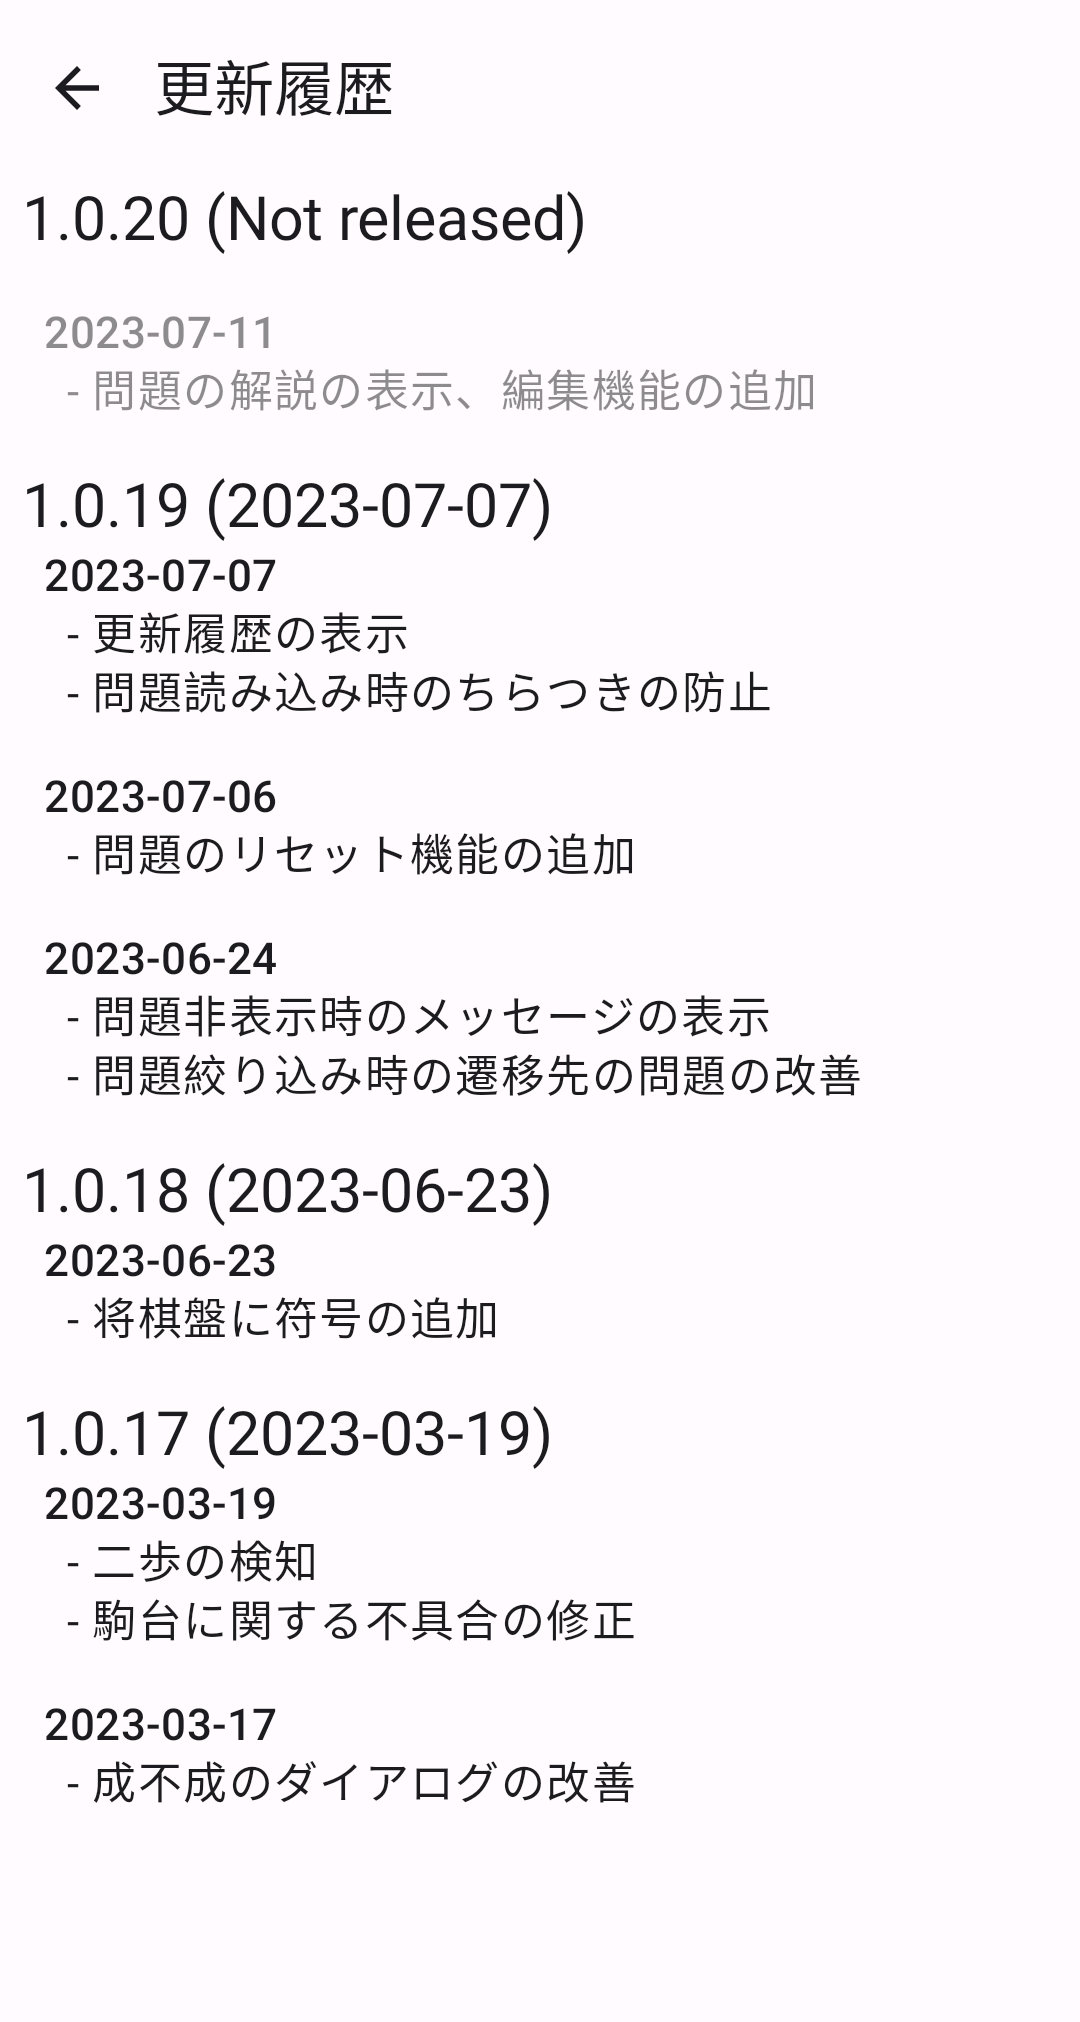 更新履歴
1.0.20 (Not released)
2023-07-11
- 問題の解説の表示、編集機能の追加
1.0.19 (2023-07-07)
2023-07-07
- 更新履歴の表示
- 問題読み込み時のちらつきの防止
2023-07-06
- 問題のリセット機能の追加
2023-06-24
- 問題非表示時のメッセージの表示
- 問題絞り込み時の遷移先の問題の改善
1.0.18 (2023-06-23)
2023-06-23
- 将棋盤に符号の追加
1.0.17 (2023-03-19)
2023-03-19
- 二歩の検知
- 駒台に関する不具合の修正
2023-03-17
- 成不成のダイアログの改善